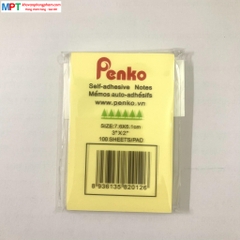 MPT
Penko
Self-adhesive Notes
Mémos auto-adhésifs
www.penko.vn
SIZE:7.6X5.1cm
3"X2"
100 SHEETS/PAD
8 936135 620126